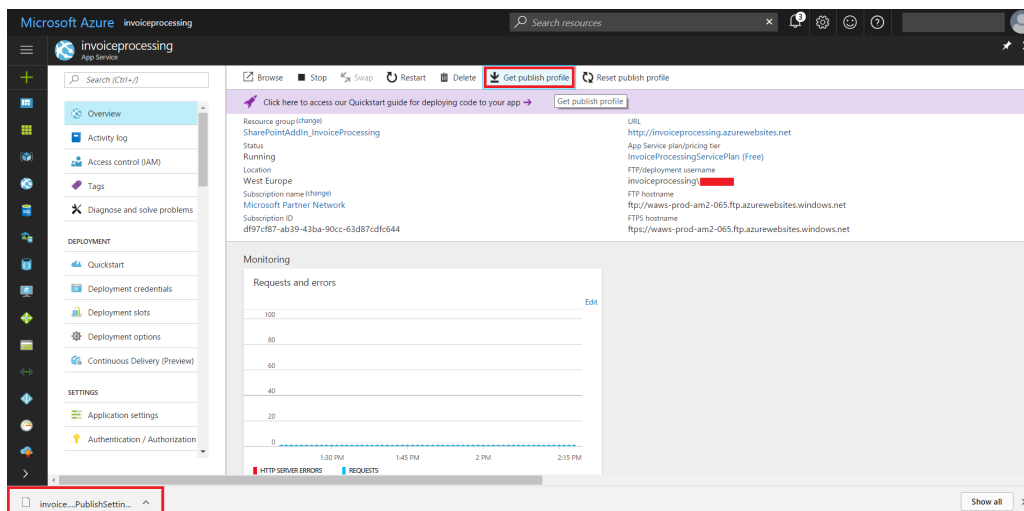 Microsoft Azure invoiceprocessing
Search resources
3
invoiceprocessing
App Service
Search (Ctrl+/)
Browse Stop Swap Restart Delete Get publish profile Reset publish profile
Click here to access our Quickstart guide for deploying code to your app →
Get publish profile
Overview
Activity log
Access control (IAM)
Tags
Diagnose and solve problems
DEPLOYMENT
Quickstart
Deployment credentials
Deployment slots
Deployment options
Continuous Delivery (Preview)
SETTINGS
Application settings
Authentication / Authorization
Resource group (change)
SharePointAddIn_InvoiceProcessing
Status
Running
Location
West Europe
Subscription name (change)
Microsoft Partner Network
Subscription ID
df97cf87-ab39-43ba-90cc-63d87cdfc644
URL
http://invoiceprocessing.azurewebsites.net
App Service plan/pricing tier
InvoiceProcessingServicePlan (Free)
FTP/deployment username
invoiceprocessing\
FTP hostname
ftp://waws-prod-am2-065.ftp.azurewebsites.windows.net
FTPS hostname
ftps://waws-prod-am2-065.ftp.azurewebsites.windows.net
Monitoring
Requests and errors
Edit
100
80
60
40
20
0
1:30 PM 1:45 PM 2 PM 2:15 PM
HTTP SERVER ERRORS REQUESTS
invoice....PublishSettin...
Show all